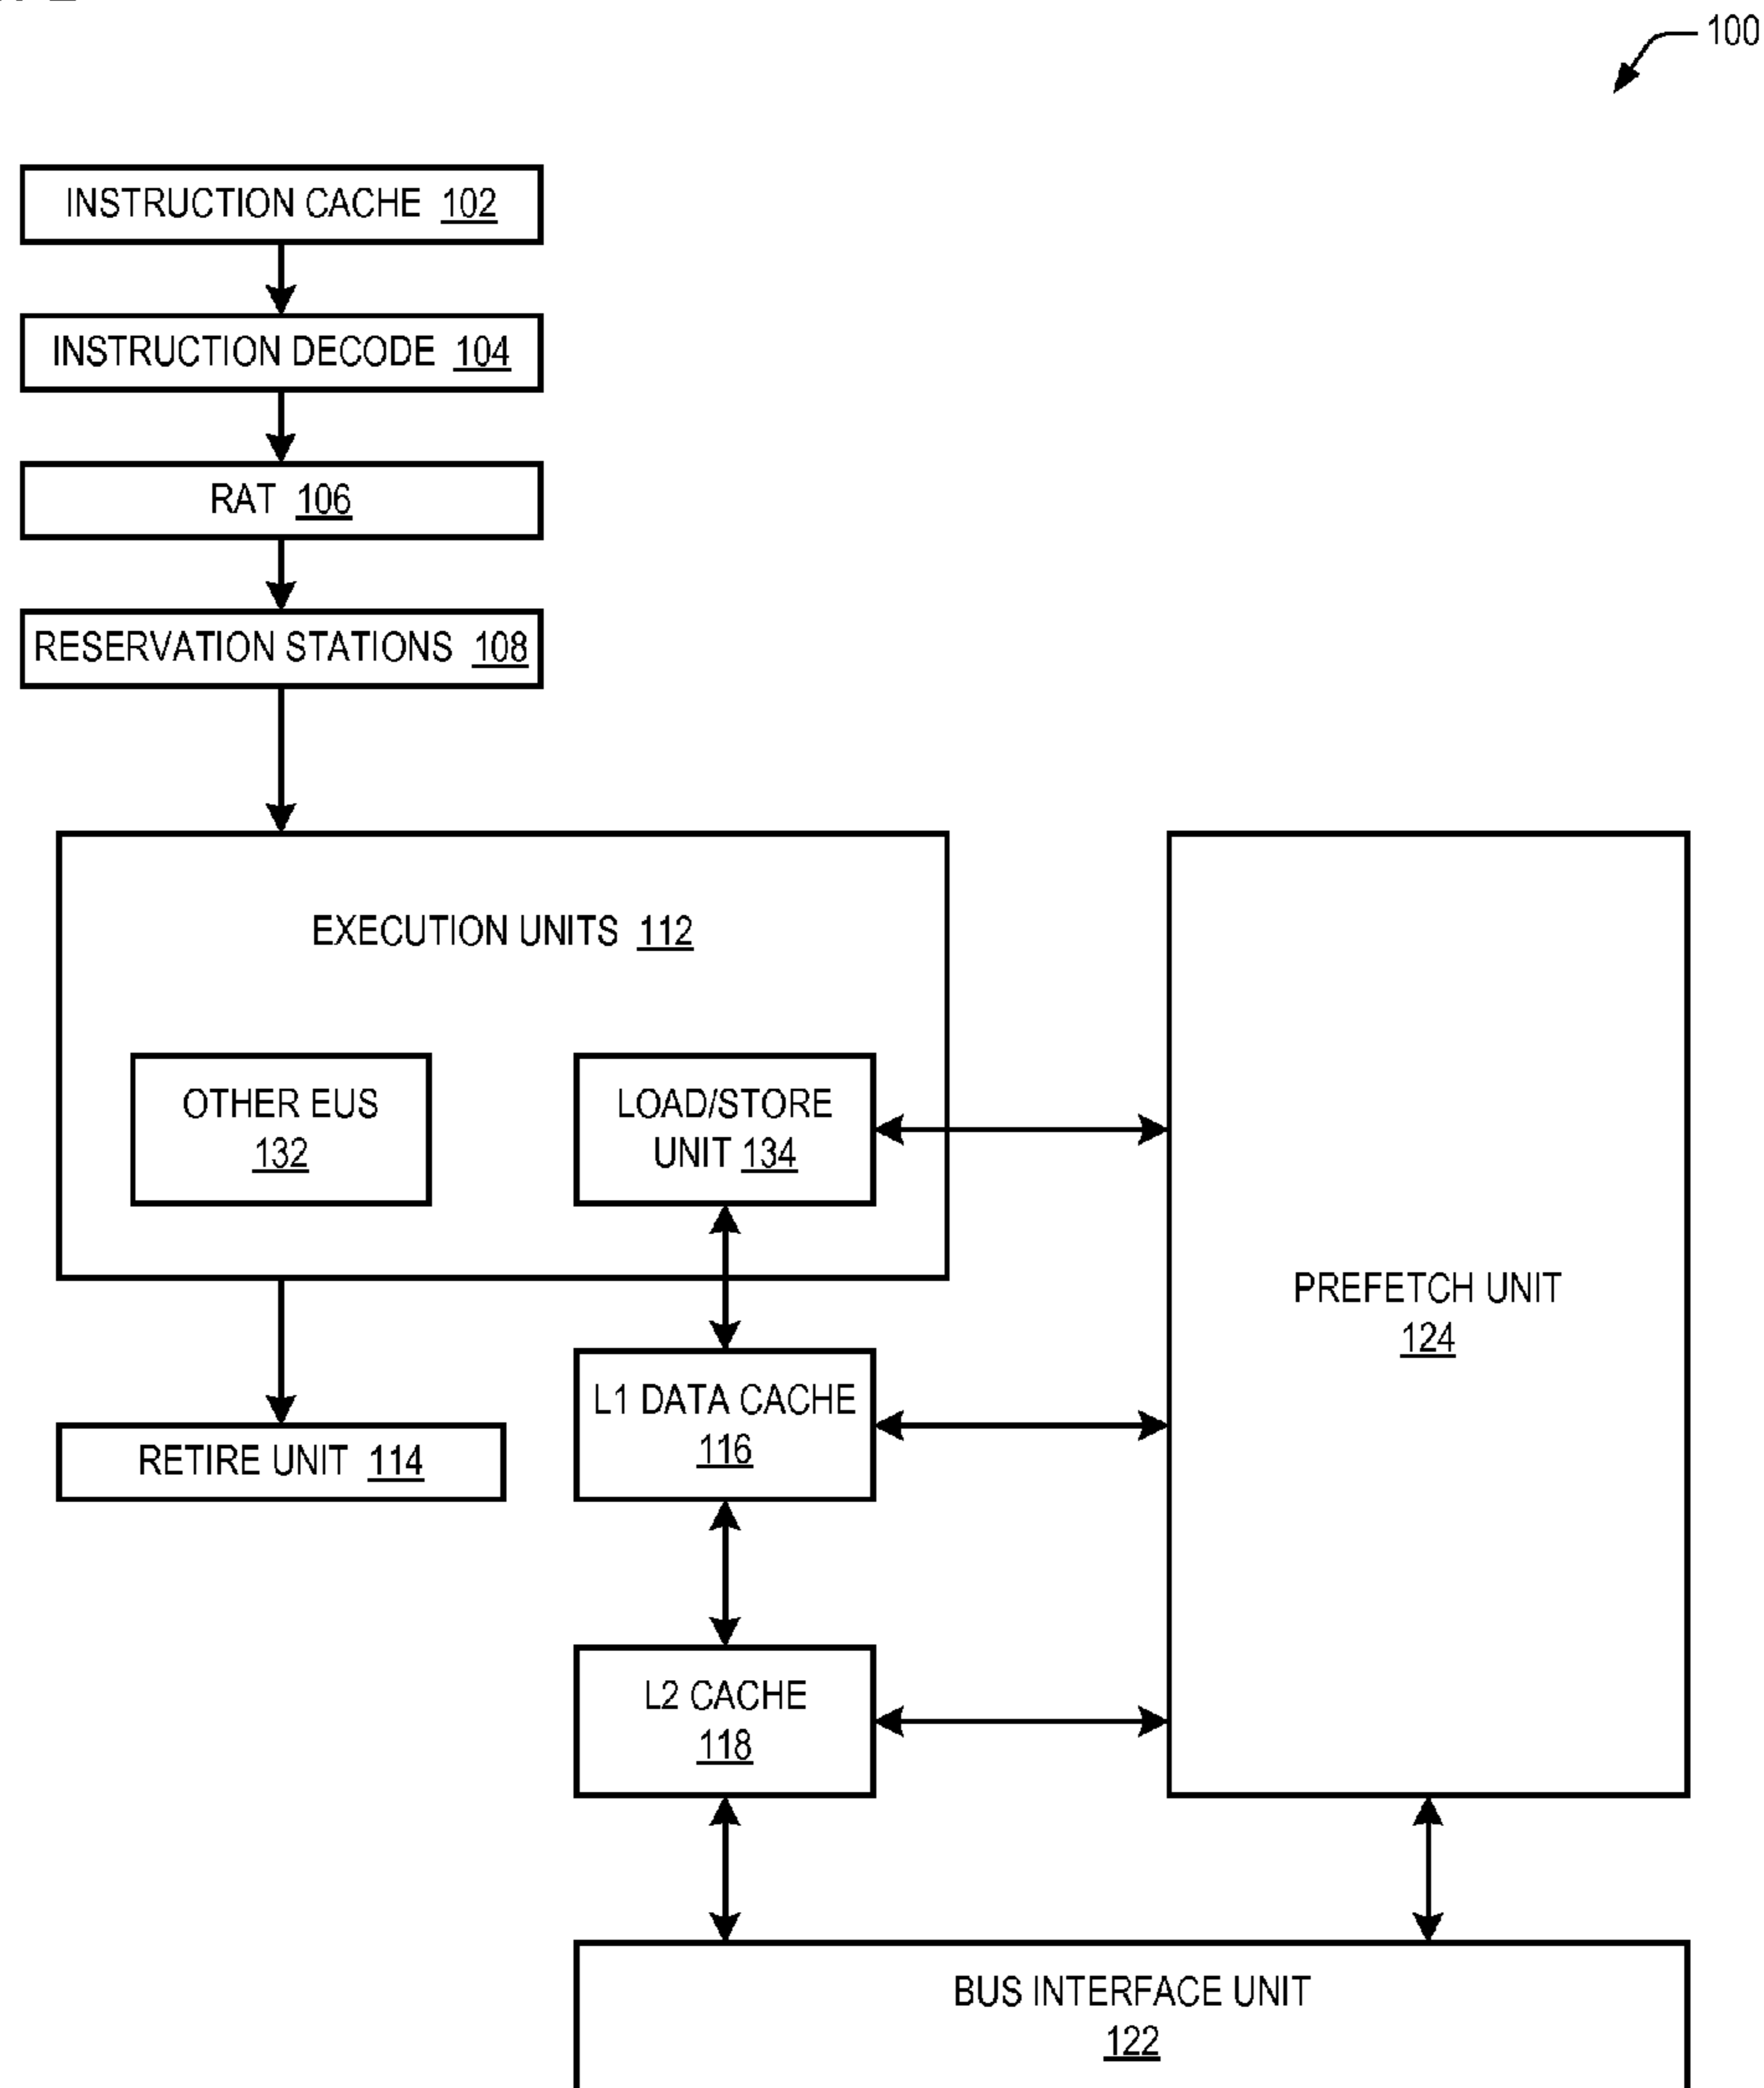 100
INSTRUCTION CACHE 102
INSTRUCTION DECODE 104
RAT 106
RESERVATION STATIONS 108
EXECUTION UNITS 112
OTHER EUS
132
LOAD/STORE
UNIT 134
PREFETCH UNIT
124
L1 DATA CACHE
116
RETIRE UNIT 114
L2 CACHE
118
BUS INTERFACE UNIT
122